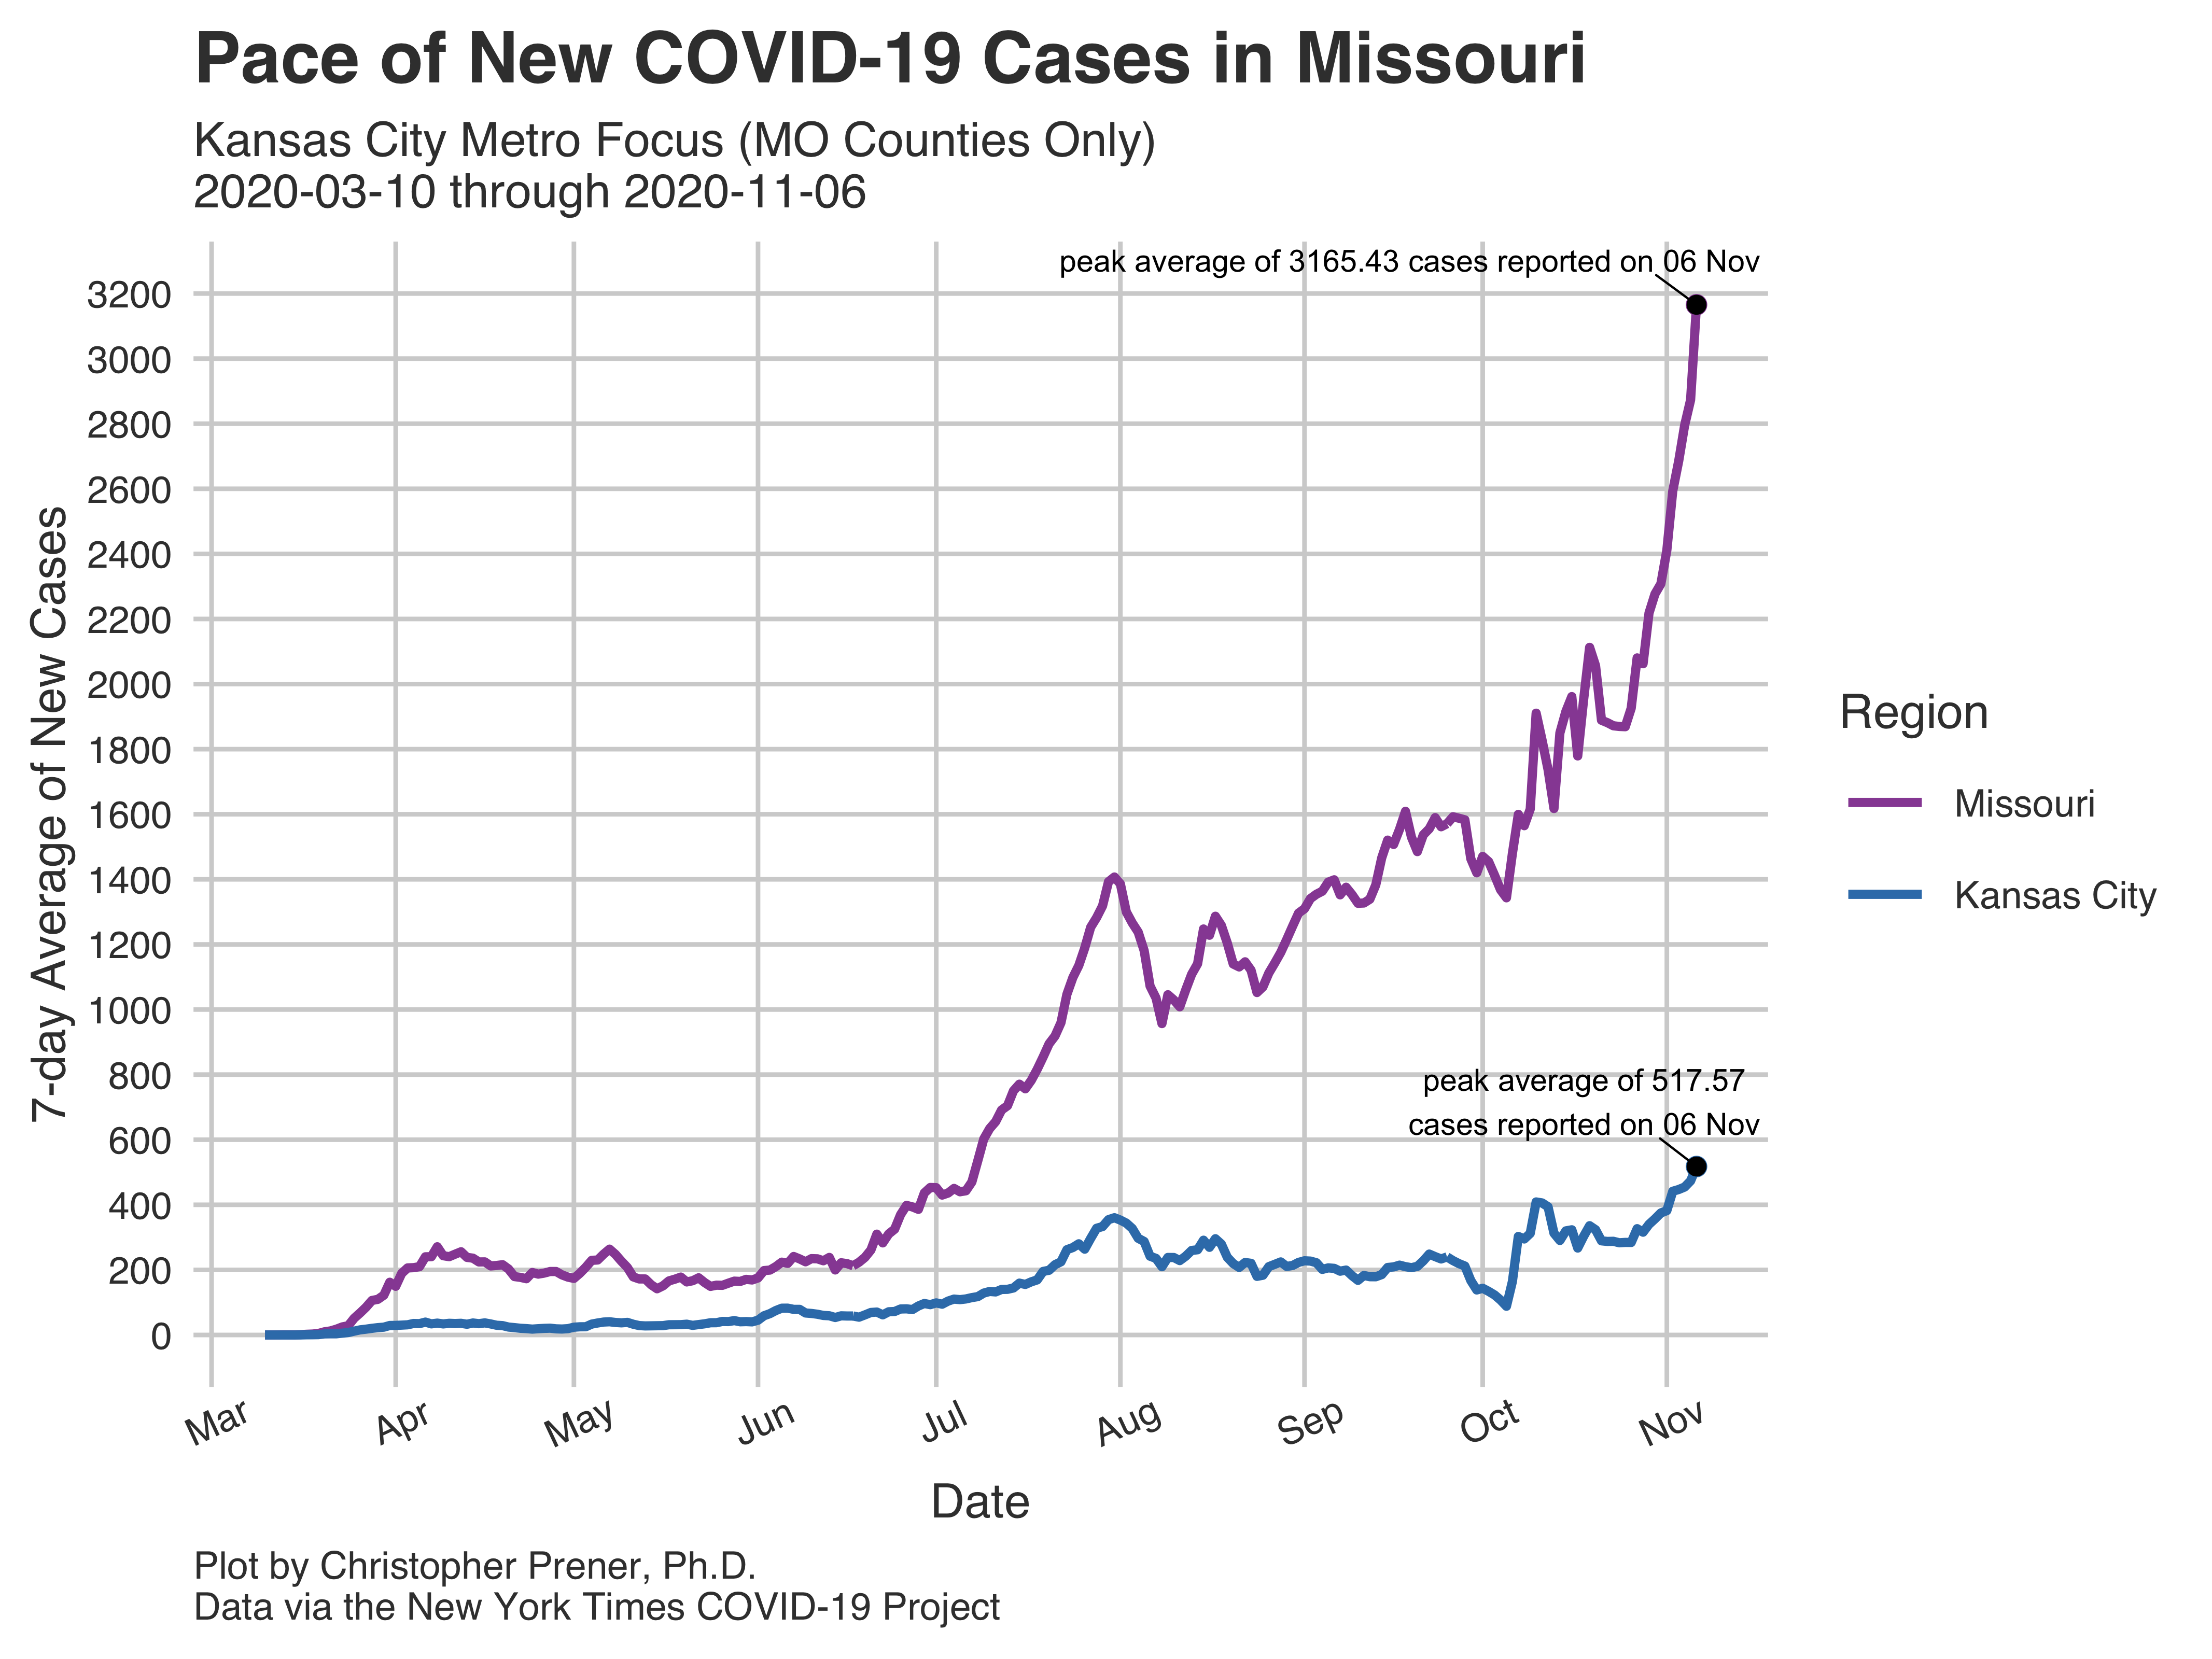 Pace of New COVID-19 Cases in Missouri
Kansas City Metro Focus (MO Counties Only)
2020-03-10 through 2020-11-06
peak average of 3165.43 cases reported on 06 Nov
3200
3000
2800
2600
2400
2200
2000
1800
1600
1400
1200
1000
800
600
400
200
0
7-day Average of New Cases
peak average of 517.57
cases reported on 06 Nov
Region
Missouri
Kansas City
Mar
Apr
May
Jun
Jul
Aug
Sep
Oct
Nov
Date
Plot by Christopher Prener, Ph.D.
Data via the New York Times COVID-19 Project